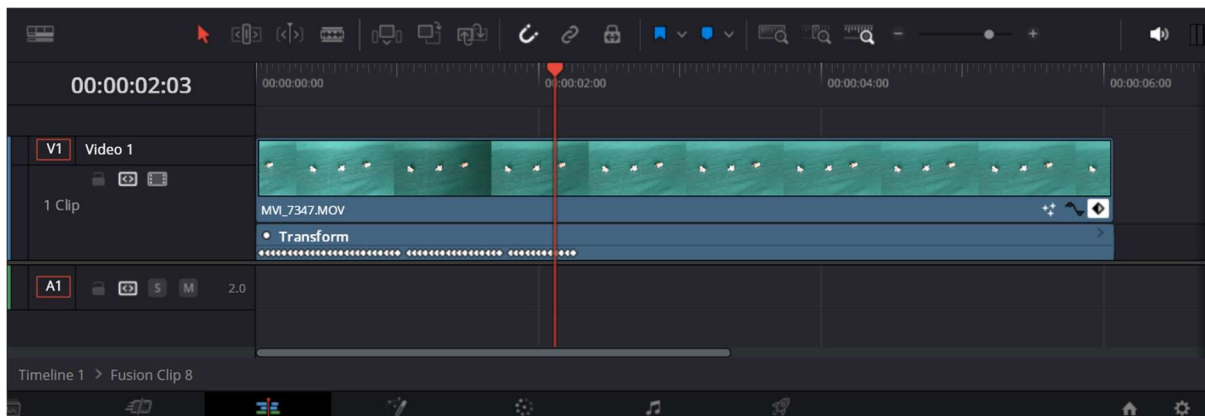 00:00:02:03
00:00:00:00
00:00:02:00
00:00:04:00
00:00:06:00
V1 Video 1
1 Clip
MVI_7347.MOV
Transform
A1 S M 2.0
Timeline 1 > Fusion Clip 8